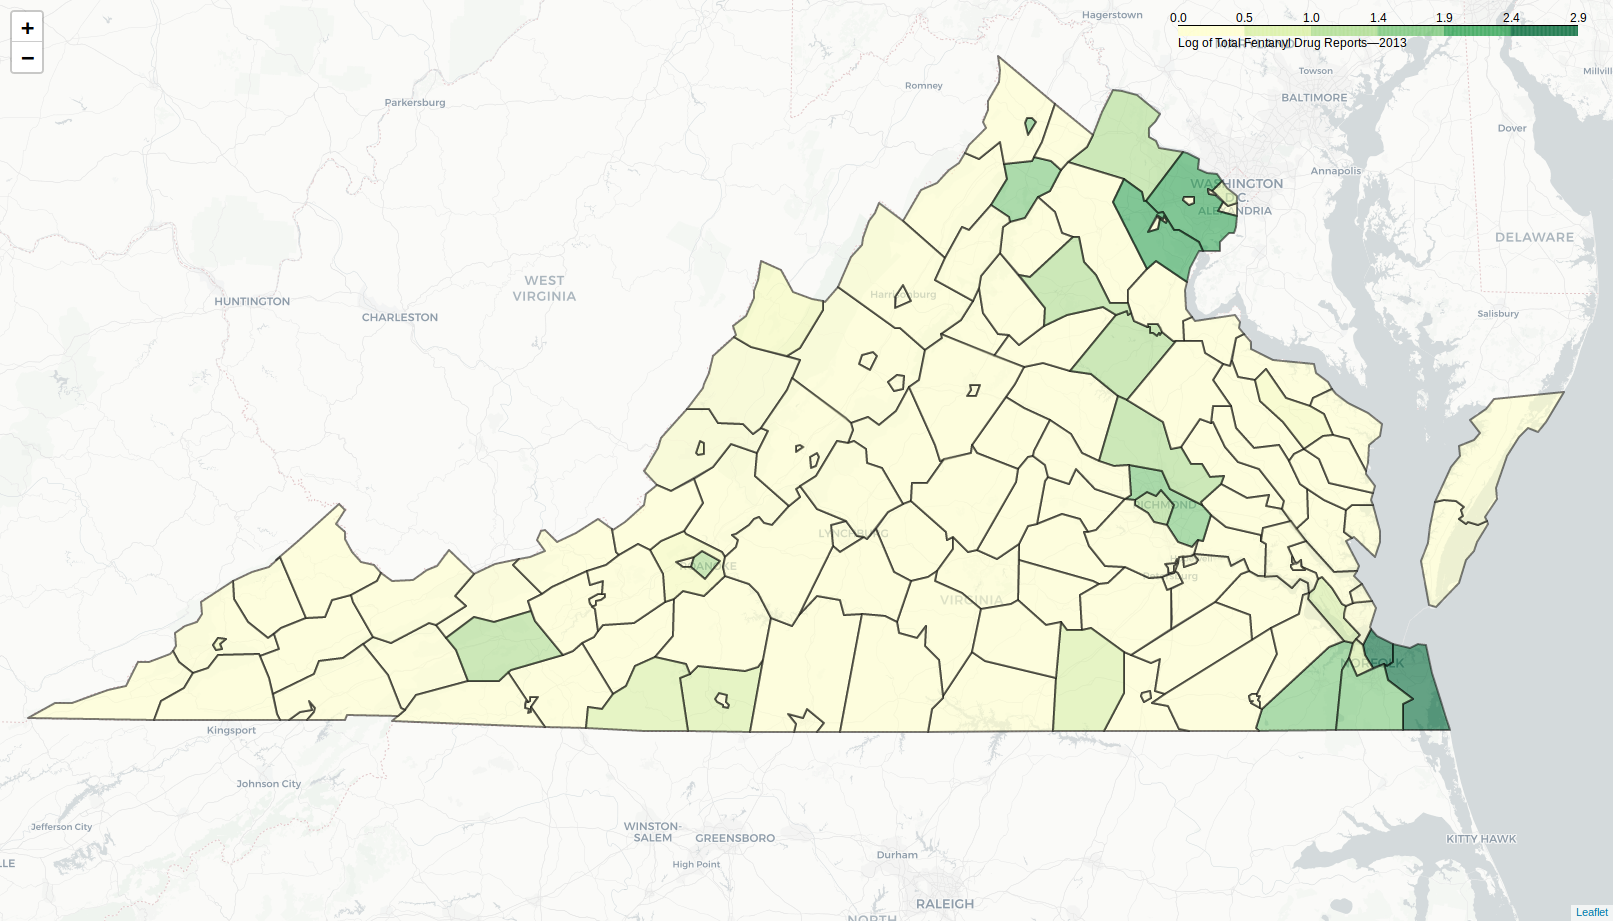 +
−
0.0 0.5 1.0 1.4 1.9 2.4 2.9
Log of Total Fentanyl Drug Reports—2013
Hagerstown
Parkersburg
Romney
Towson
Millvill
BALTIMORE
Dover
Annapolis
WASHINGTON
D.C.
ALEXANDRIA
DELAWARE
WEST
VIRGINIA
HUNTINGTON
CHARLESTON
Harrisonburg
Salisbury
RICHMOND
LYNCHBURG
ROANOKE
Hopewell
Petersburg
VIRGINIA
NORFOLK
Kingsport
Johnson City
Jefferson City
LLE
WINSTON-
SALEM
GREENSBORO
High Point
Durham
KITTY HAWK
RALEIGH
NORTH
Leaflet